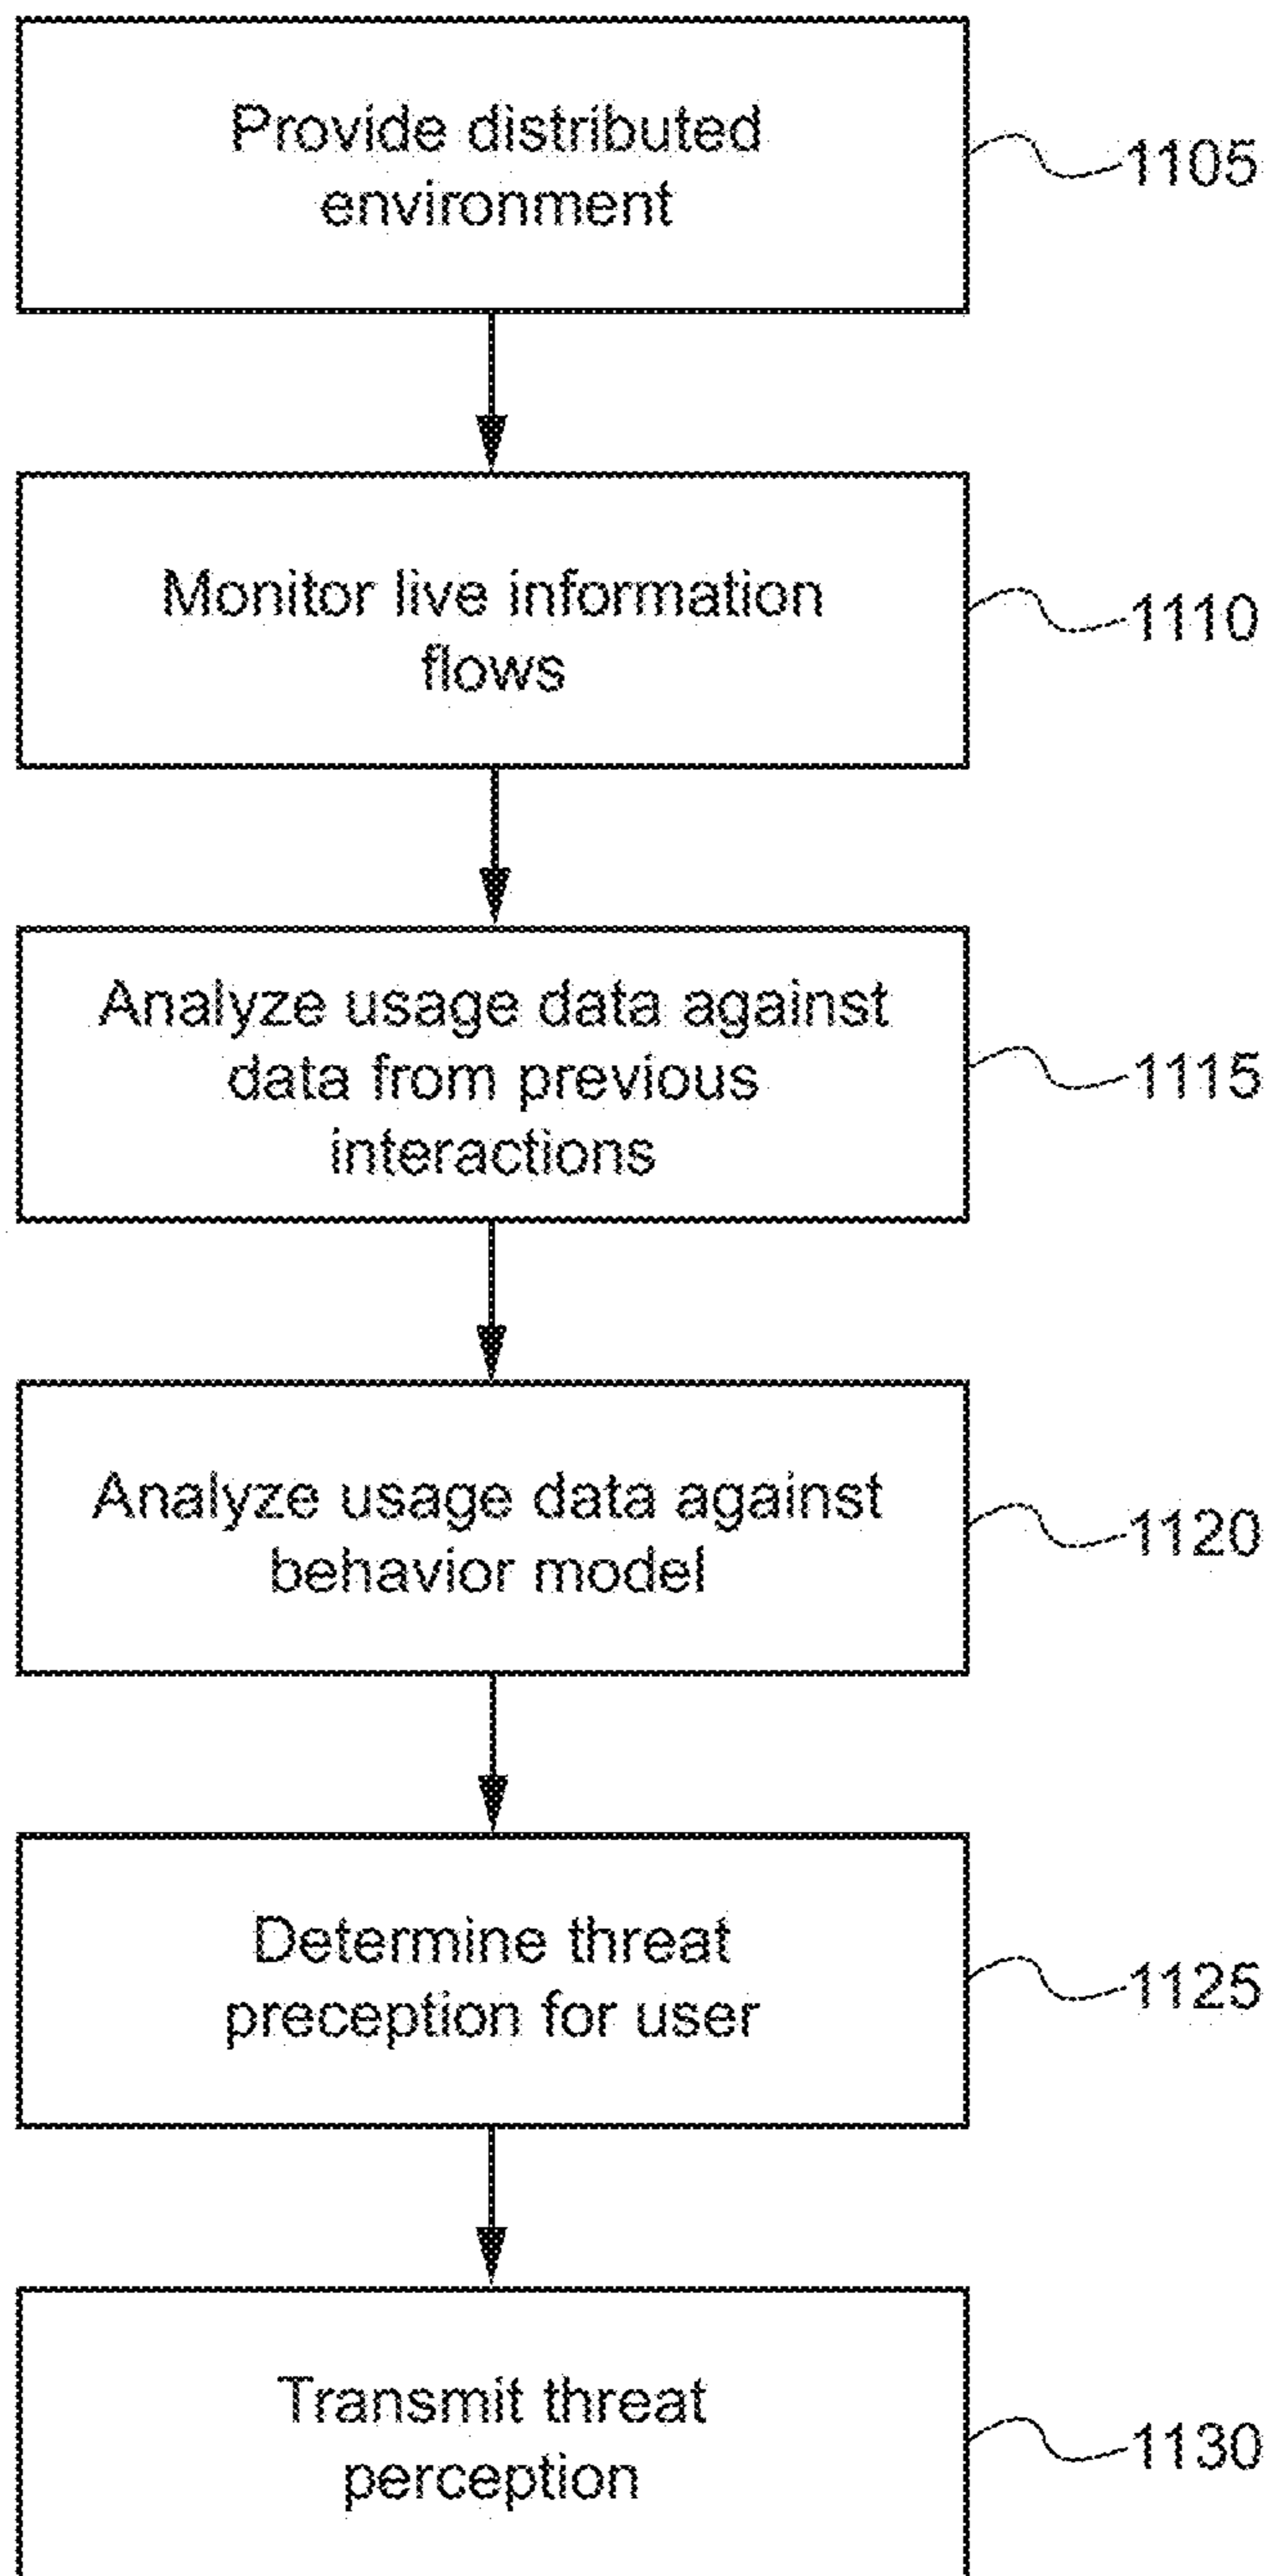 Provide distributed
environment
1105
Monitor live information
flows
1110
Analyze usage data against
data from previous
interactions
1115
Analyze usage data against
behavior model
1120
Determine threat
preception for user
1125
Transmit threat
perception
1130